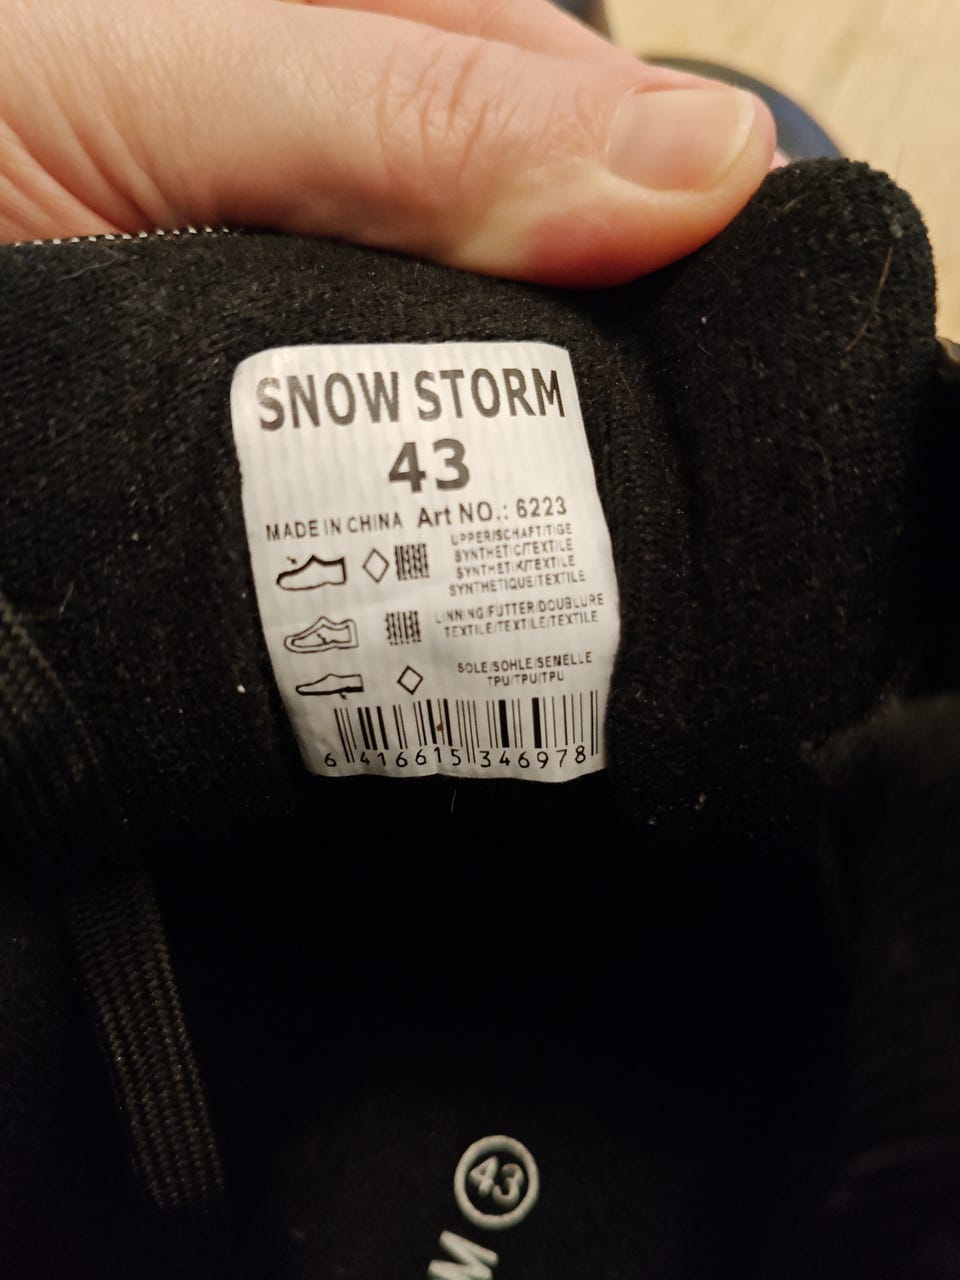 SNOW STORM
43
MADE IN CHINA Art NO.: 6223
UPPER/SCHAFT/TIGE
SYNTHETIC/TEXTILE
SYNTHETIK/TEXTILE
SYNTHETIQUE/TEXTILE
LINNING/FUTTER/DOUBLURE
TEXTILE/TEXTILE/TEXTILE
SOLE/SOHLE/SEMELLE
TPU/TPU/TPU
6 416615 346978
43
M